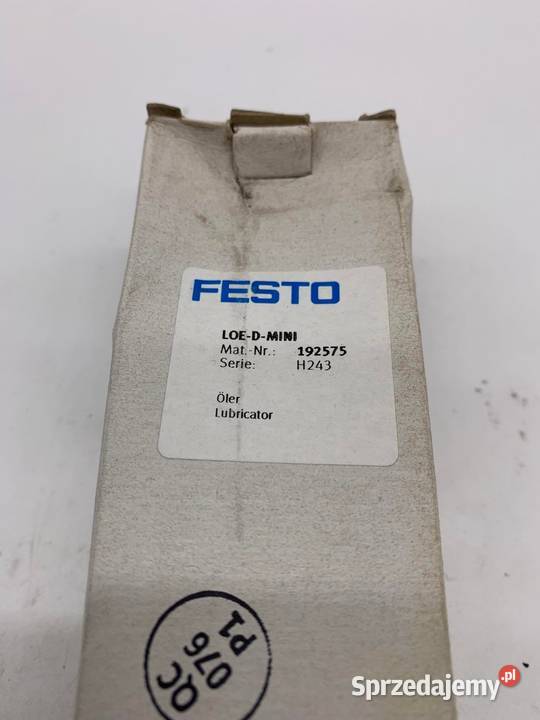 FESTO
LOE-D-MINI
Mat.-Nr.: 192575
Serie: H243
Öler
Lubricator
QC
076
P1
Sprzedajemy.pl